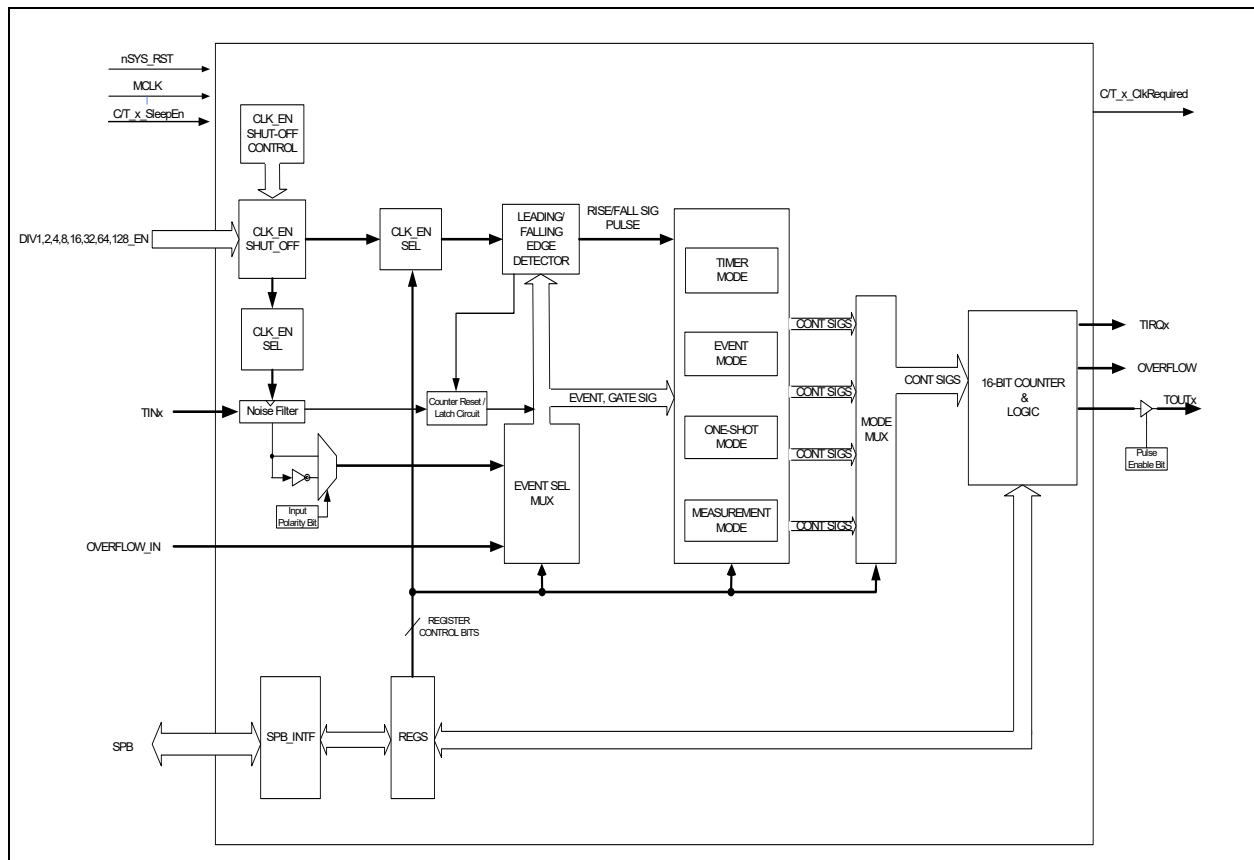 nSYS_RST
MCLK
C/T_x_SleepEn
C/T_x_ClkRequired
CLK_EN
SHUT-OFF
CONTROL
DIV1,2,4,8,16,32,64,128_EN
CLK_EN
SHUT_OFF
CLK_EN
SEL
LEADING/
FALLING
EDGE
DETECTOR
RISE/FALL SIG
PULSE
TIMER
MODE
CLK_EN
SEL
CONT SIGS
TIRQx
EVENT
MODE
OVERFLOW
16-BIT COUNTER
&
LOGIC
CONT SIGS
CONT SIGS
MODE
MUX
TINx
Noise Filter
Counter Reset /
Latch Circuit
EVENT, GATE SIG
TOUTx
ONE-SHOT
MODE
CONT SIGS
Pulse
Enable Bit
EVENT SEL
MUX
Input
Polarity Bit
MEASUREMENT
MODE
CONT SIGS
OVERFLOW_IN
REGISTER
CONTROL BITS
SPB
SPB_INTF
REGS